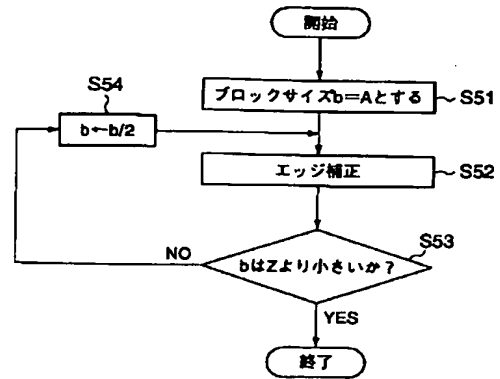 開始
ブロックサイズb=Aとする
S51
S54
b←b/2
エッジ補正
S52
S53
bはZより小さいか？
NO
YES
終了